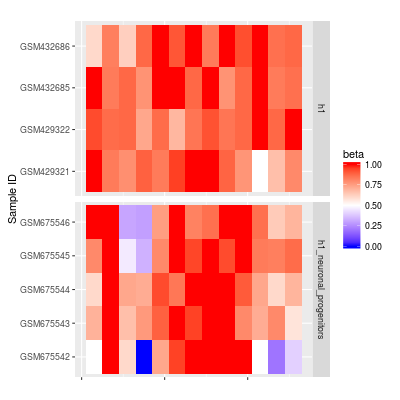 GSM432686
GSM432685
GSM429322
GSM429321
h1
GSM675546
GSM675545
GSM675544
GSM675543
GSM675542
h1_neuronal_progenitors
Sample ID
beta
1.00
0.75
0.50
0.25
0.00